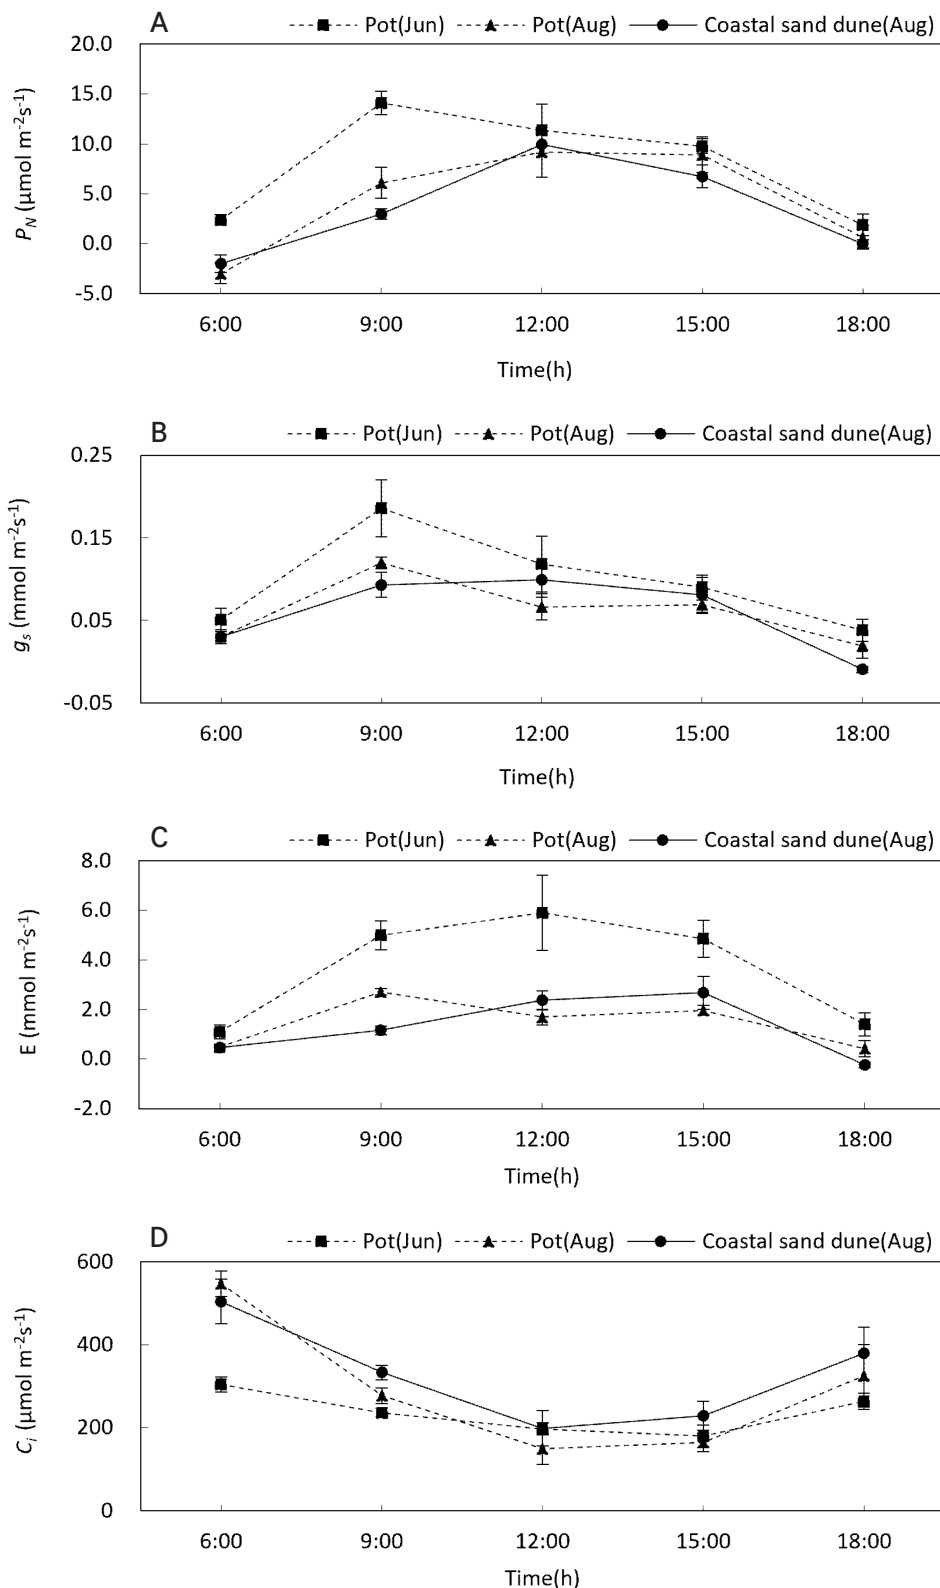 A
Pot(Jun) Pot(Aug) Coastal sand dune(Aug)
20.0
15.0
10.0
5.0
0.0
-5.0
P_N (μmol m⁻²s⁻¹)
6:00 9:00 12:00 15:00 18:00
Time(h)
B
Pot(Jun) Pot(Aug) Coastal sand dune(Aug)
0.25
0.15
0.05
-0.05
g_s (mmol m⁻²s⁻¹)
6:00 9:00 12:00 15:00 18:00
Time(h)
C
Pot(Jun) Pot(Aug) Coastal sand dune(Aug)
8.0
6.0
4.0
2.0
0.0
-2.0
E (mmol m⁻²s⁻¹)
6:00 9:00 12:00 15:00 18:00
Time(h)
D
Pot(Jun) Pot(Aug) Coastal sand dune(Aug)
600
400
200
0
C_i (μmol m⁻²s⁻¹)
6:00 9:00 12:00 15:00 18:00
Time(h)